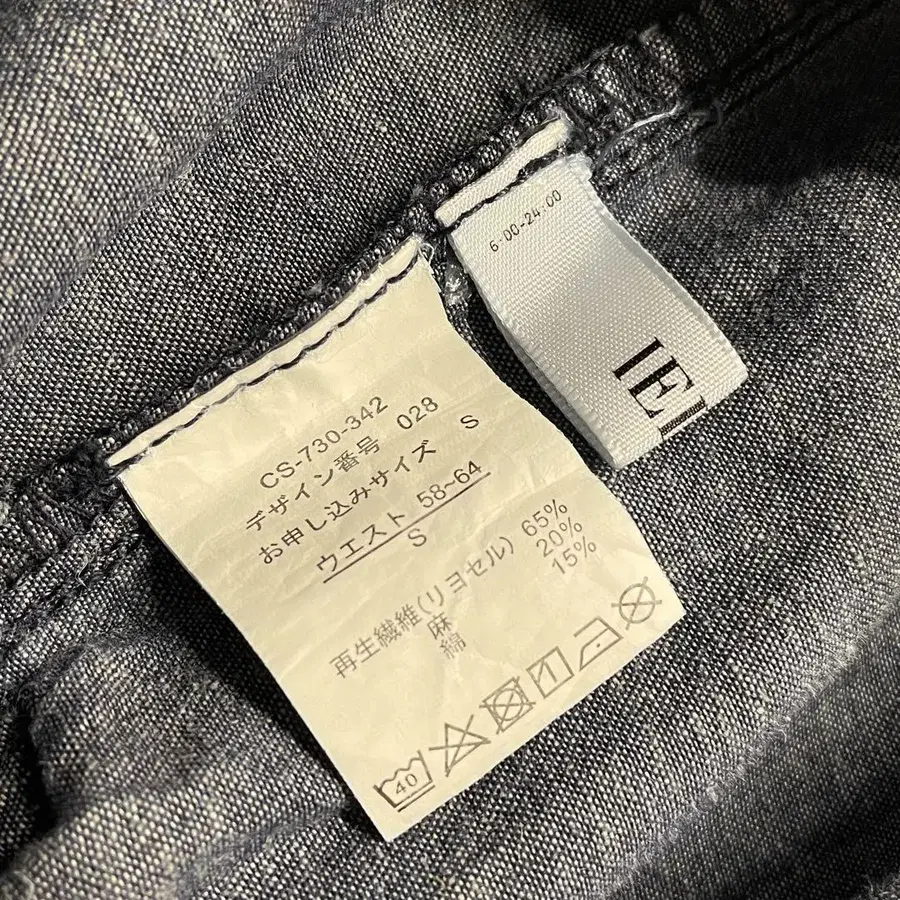 CS-730-342
デザイン番号 028
お申し込みサイズ S
ウエスト 58~64
S
再生繊維(リヨセル) 65%
麻 20%
綿 15%
40
6:00-24:00
IE